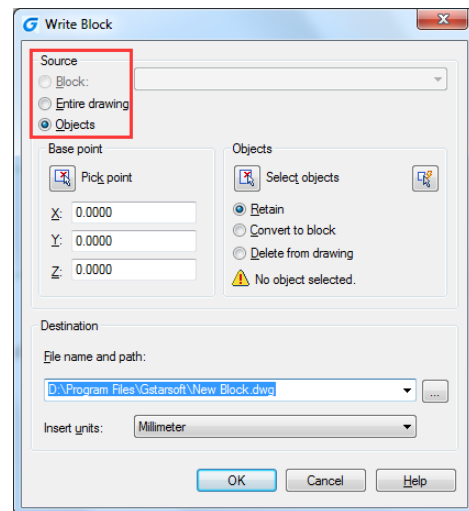 Write Block
Source
Block:
Entire drawing
Objects
Base point
Pick point
X: 0.0000
Y: 0.0000
Z: 0.0000
Objects
Select objects
Retain
Convert to block
Delete from drawing
No object selected.
Destination
File name and path:
D:\Program Files\Gstarsoft\New Block.dwg
...
Insert units: Millimeter
OK Cancel Help